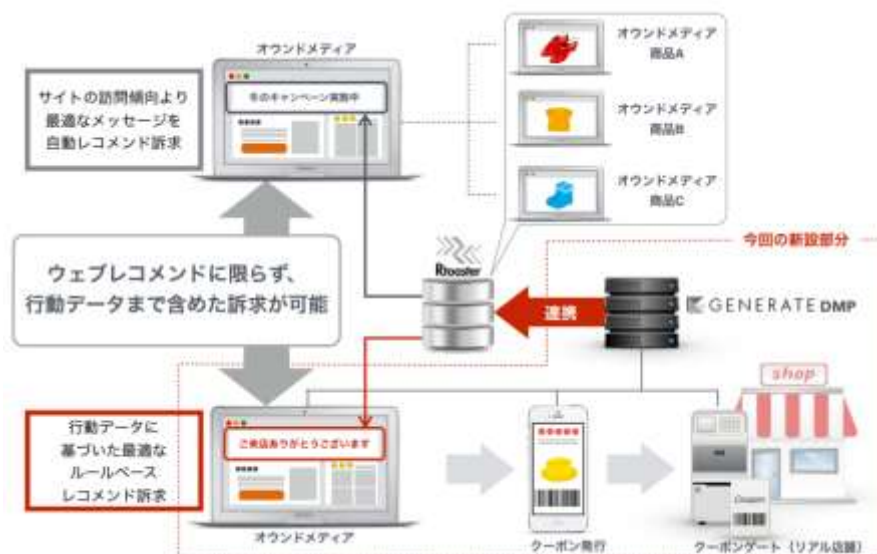 オウンドメディア
サイトの訪問傾向より
最適なメッセージを
自動レコメンド訴求
冬のキャンペーン実施中
オウンドメディア
商品A
オウンドメディア
商品B
オウンドメディア
商品C
今回の新設部分
ウェブレコメンドに限らず、
行動データまで含めた訴求が可能
Rtoaster
連携
GENERATE DMP
shop
行動データに
基づいた最適な
ルールベース
レコメンド訴求
ご来店ありがとうございます
Coupon
オウンドメディア
クーポン発行
クーポンゲート（リアル店舗）